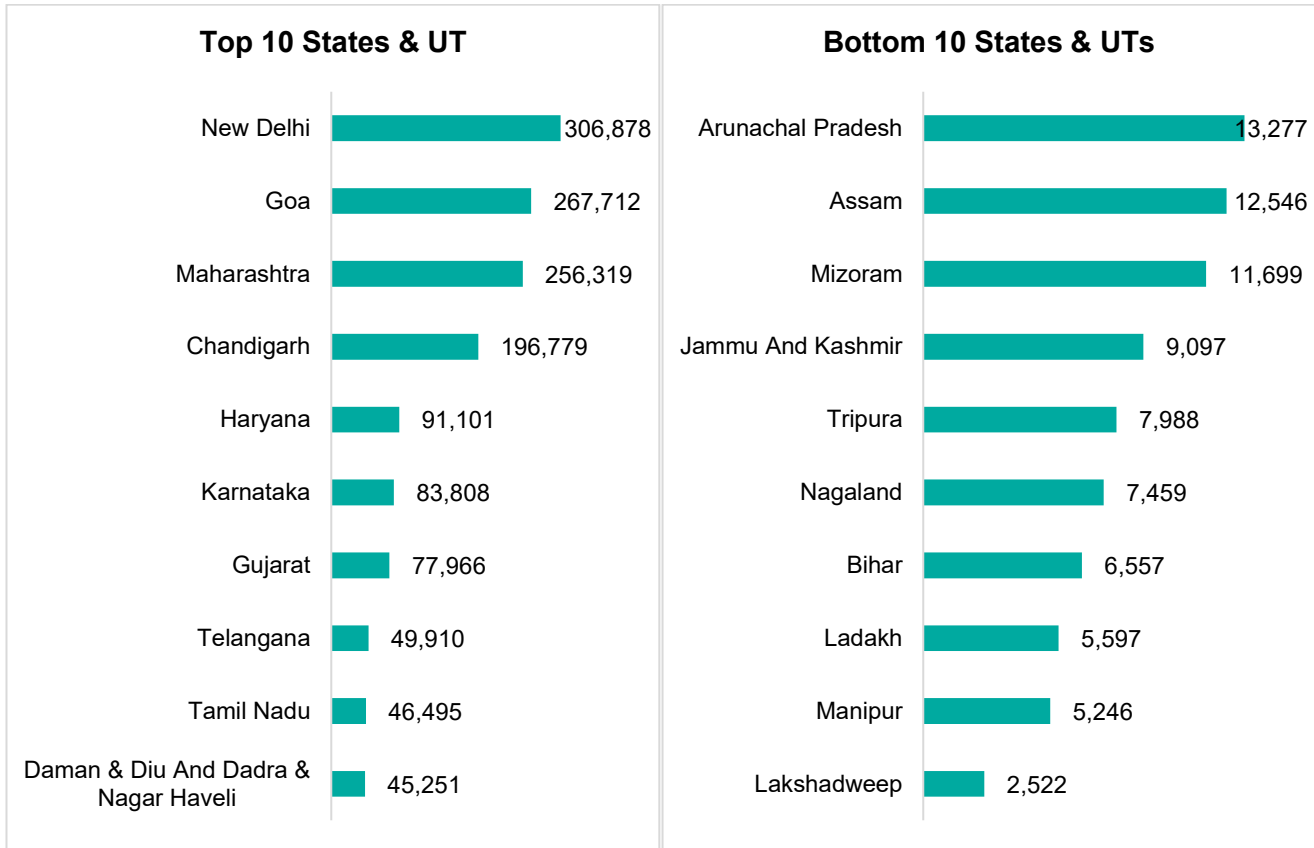 Top 10 States & UT
New Delhi 306,878
Goa 267,712
Maharashtra 256,319
Chandigarh 196,779
Haryana 91,101
Karnataka 83,808
Gujarat 77,966
Telangana 49,910
Tamil Nadu 46,495
Daman & Diu And Dadra &
Nagar Haveli 45,251
Bottom 10 States & UTs
Arunachal Pradesh 13,277
Assam 12,546
Mizoram 11,699
Jammu And Kashmir 9,097
Tripura 7,988
Nagaland 7,459
Bihar 6,557
Ladakh 5,597
Manipur 5,246
Lakshadweep 2,522